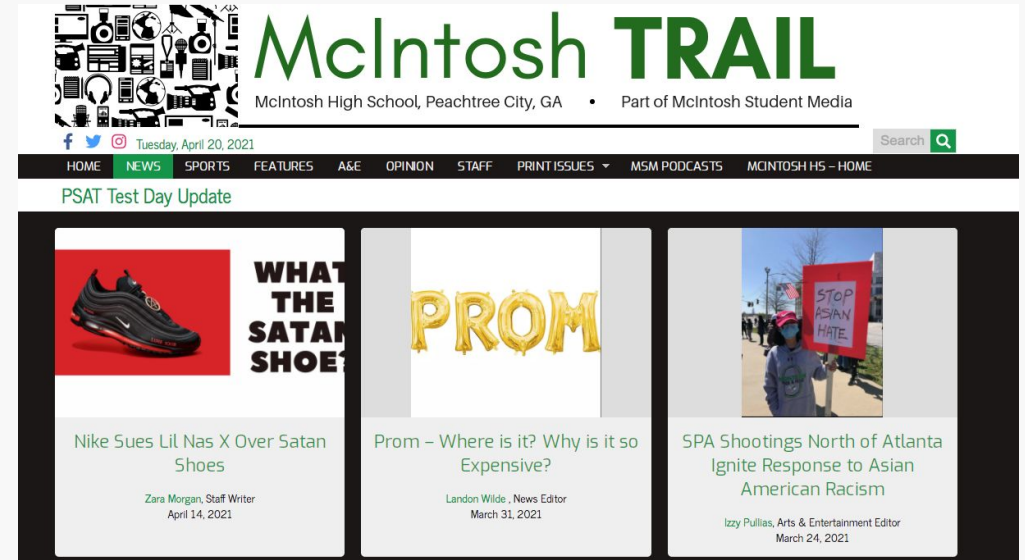 McIntosh TRAIL
McIntosh High School, Peachtree City, GA • Part of McIntosh Student Media
Tuesday, April 20, 2021
Search
HOME NEWS SPORTS FEATURES A&E OPINION STAFF PRINT ISSUES MSM PODCASTS MCINTOSH HS – HOME
PSAT Test Day Update
WHAT
THE
SATAN
SHOE?
PROM
STOP
ASIAN
HATE
Nike Sues Lil Nas X Over Satan
Shoes
Zara Morgan, Staff Writer
April 14, 2021
Prom – Where is it? Why is it so
Expensive?
Landon Wilde , News Editor
March 31, 2021
SPA Shootings North of Atlanta
Ignite Response to Asian
American Racism
Izzy Pullias, Arts & Entertainment Editor
March 24, 2021